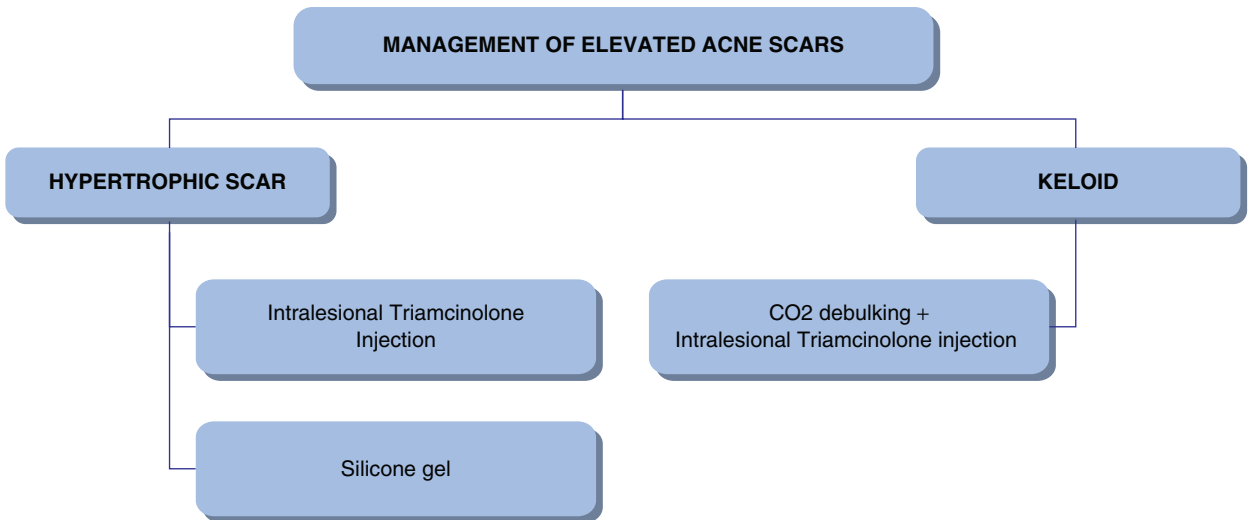 MANAGEMENT OF ELEVATED ACNE SCARS
HYPERTROPHIC SCAR
KELOID
Intralesional Triamcinolone
Injection
CO2 debulking +
Intralesional Triamcinolone injection
Silicone gel